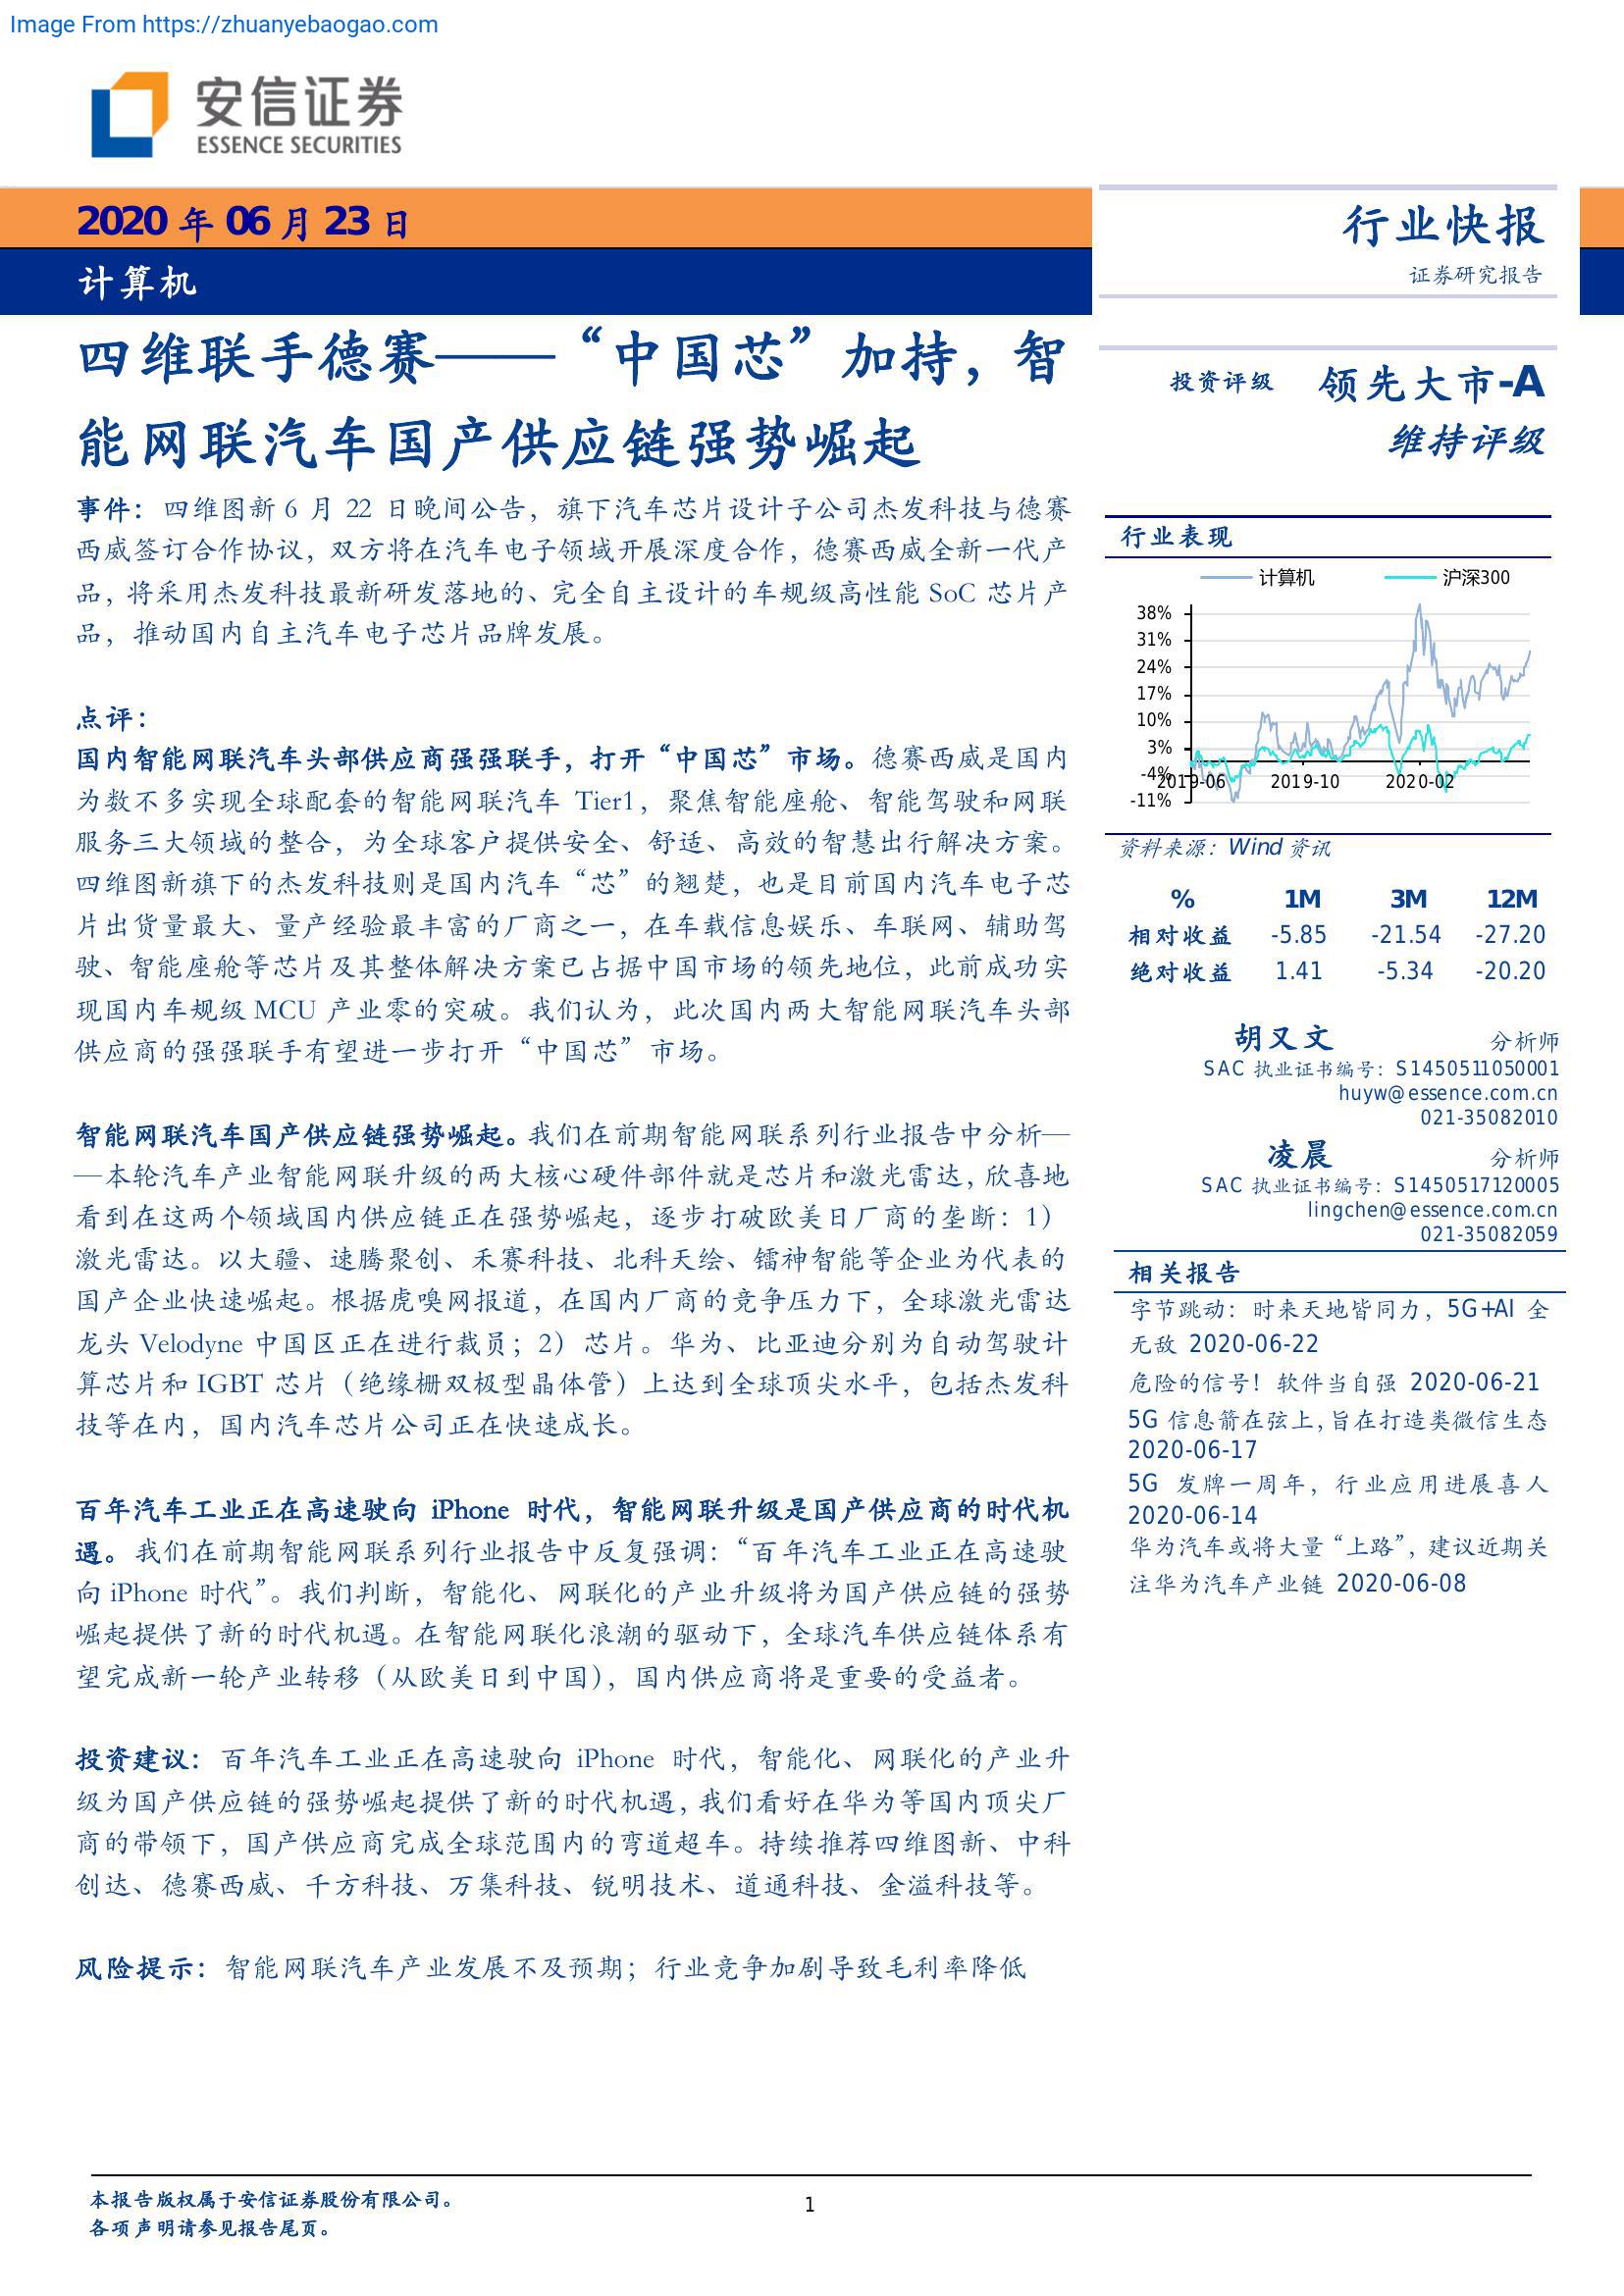 Image From https://zhuanyebaogao.com
安信证券
ESSENCE SECURITIES
2020 年 06 月 23 日
计算机
行业快报
证券研究报告
四维联手德赛——“中国芯”加持，智
能网联汽车国产供应链强势崛起
事件：四维图新 6 月 22 日晚间公告，旗下汽车芯片设计子公司杰发科技与德赛
西威签订合作协议，双方将在汽车电子领域开展深度合作，德赛西威全新一代产
品，将采用杰发科技最新研发落地的、完全自主设计的车规级高性能 SoC 芯片产
品，推动国内自主汽车电子芯片品牌发展。
点评：
国内智能网联汽车头部供应商强强联手，打开“中国芯”市场。德赛西威是国内
为数不多实现全球配套的智能网联汽车 Tier1，聚焦智能座舱、智能驾驶和网联
服务三大领域的整合，为全球客户提供安全、舒适、高效的智慧出行解决方案。
四维图新旗下的杰发科技则是国内汽车“芯”的翘楚，也是目前国内汽车电子芯
片出货量最大、量产经验最丰富的厂商之一，在车载信息娱乐、车联网、辅助驾
驶、智能座舱等芯片及其整体解决方案已占据中国市场的领先地位，此前成功实
现国内车规级 MCU 产业零的突破。我们认为，此次国内两大智能网联汽车头部
供应商的强强联手有望进一步打开“中国芯”市场。
智能网联汽车国产供应链强势崛起。我们在前期智能网联系列行业报告中分析—
—本轮汽车产业智能网联升级的两大核心硬件部件就是芯片和激光雷达，欣喜地
看到在这两个领域国内供应链正在强势崛起，逐步打破欧美日厂商的垄断：1）
激光雷达。以大疆、速腾聚创、禾赛科技、北科天绘、镭神智能等企业为代表的
国产企业快速崛起。根据虎嗅网报道，在国内厂商的竞争压力下，全球激光雷达
龙头 Velodyne 中国区正在进行裁员；2）芯片。华为、比亚迪分别为自动驾驶计
算芯片和 IGBT 芯片（绝缘栅双极型晶体管）上达到全球顶尖水平，包括杰发科
技等在内，国内汽车芯片公司正在快速成长。
百年汽车工业正在高速驶向 iPhone 时代，智能网联升级是国产供应商的时代机
遇。我们在前期智能网联系列行业报告中反复强调：“百年汽车工业正在高速驶
向 iPhone 时代”。我们判断，智能化、网联化的产业升级将为国产供应链的强势
崛起提供了新的时代机遇。在智能网联化浪潮的驱动下，全球汽车供应链体系有
望完成新一轮产业转移（从欧美日到中国），国内供应商将是重要的受益者。
投资建议：百年汽车工业正在高速驶向 iPhone 时代，智能化、网联化的产业升
级为国产供应链的强势崛起提供了新的时代机遇，我们看好在华为等国内顶尖厂
商的带领下，国产供应商完成全球范围内的弯道超车。持续推荐四维图新、中科
创达、德赛西威、千方科技、万集科技、锐明技术、道通科技、金溢科技等。
风险提示：智能网联汽车产业发展不及预期；行业竞争加剧导致毛利率降低
投资评级 领先大市-A
维持评级
行业表现
计算机 沪深300
38%
31%
24%
17%
10%
3%
-4%
-11%
2019-06 2019-10 2020-02
资料来源：Wind 资讯
% 1M 3M 12M
相对收益 -5.85 -21.54 -27.20
绝对收益 1.41 -5.34 -20.20
胡又文 分析师
SAC 执业证书编号：S1450511050001
huyw@essence.com.cn
021-35082010
凌晨 分析师
SAC 执业证书编号：S1450517120005
lingchen@essence.com.cn
021-35082059
相关报告
字节跳动：时来天地皆同力，5G+AI 全
无敌 2020-06-22
危险的信号！软件当自强 2020-06-21
5G 信息箭在弦上，旨在打造类微信生态
2020-06-17
5G 发牌一周年，行业应用进展喜人
2020-06-14
华为汽车或将大量“上路”，建议近期关
注华为汽车产业链 2020-06-08
本报告版权属于安信证券股份有限公司。
各项声明请参见报告尾页。
1